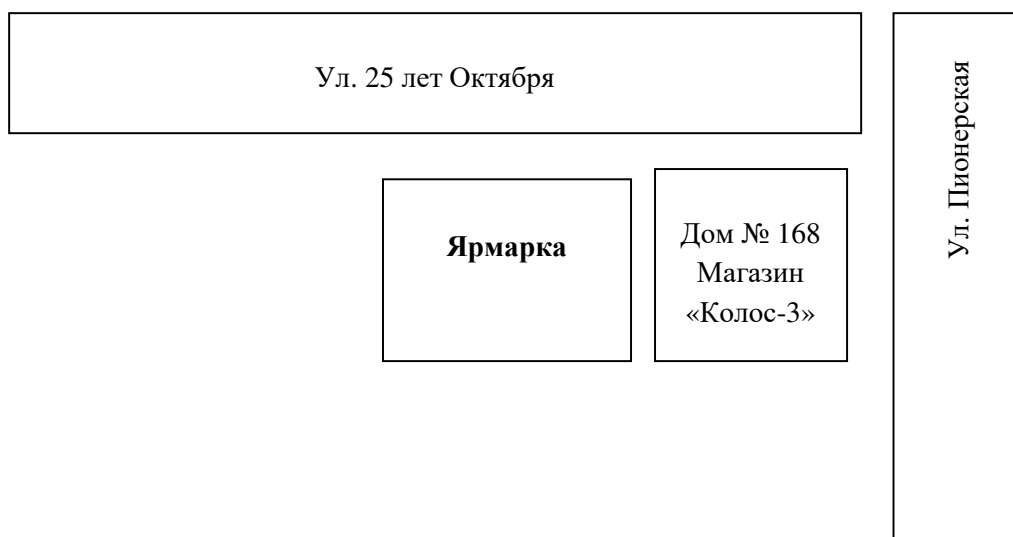 Ул. 25 лет Октября
Ул. Пионерская
Ярмарка
Дом № 168
Магазин
«Колос-3»